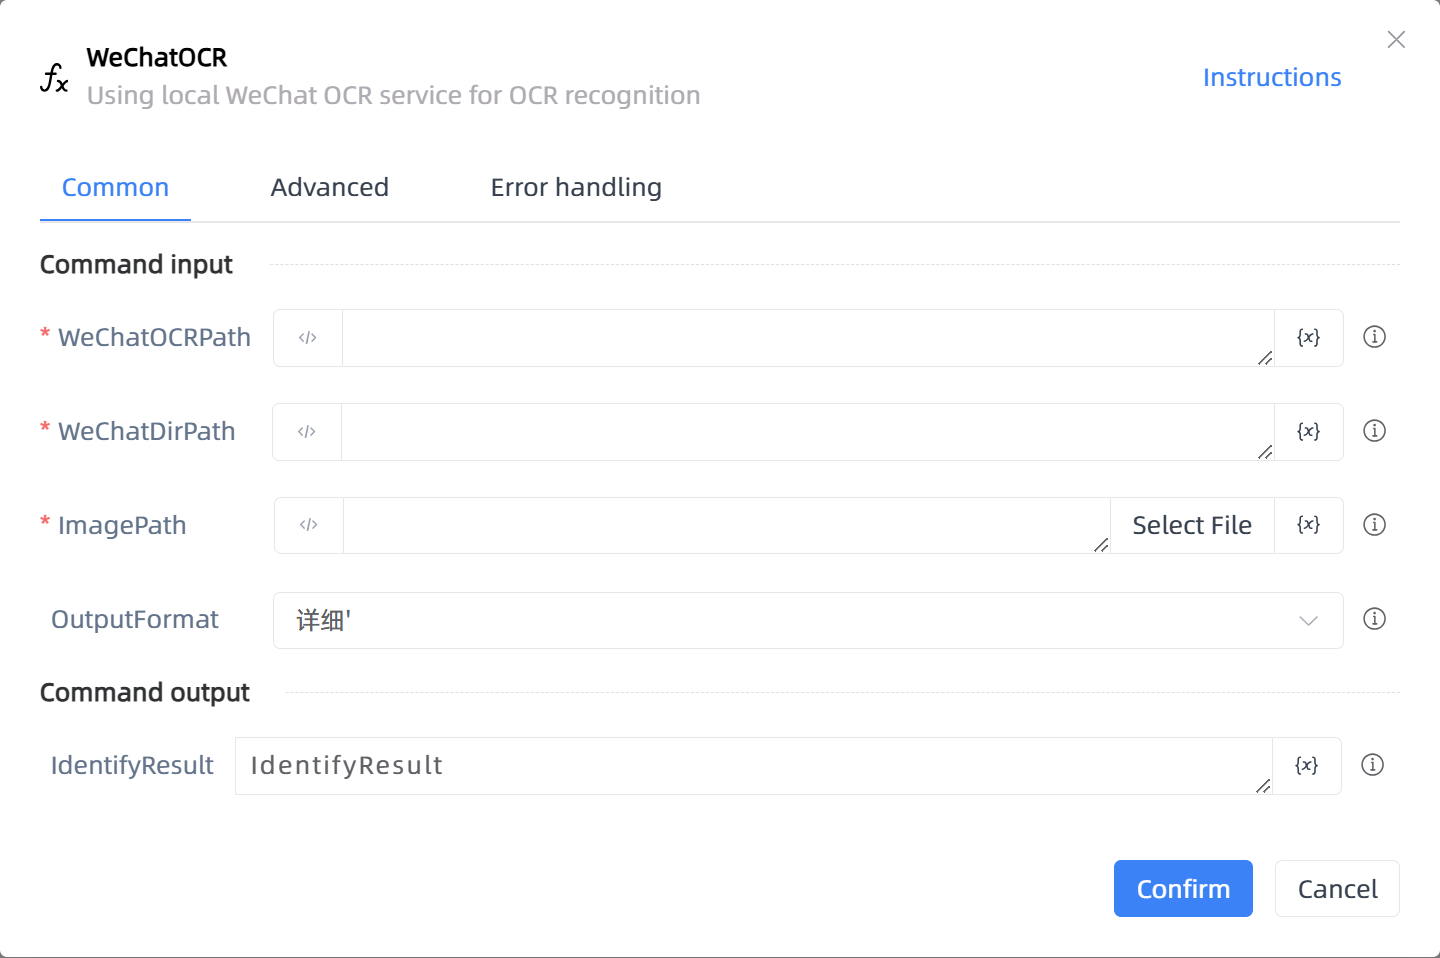 WeChatOCR
Using local WeChat OCR service for OCR recognition
Instructions
Common Advanced Error handling
Command input
* WeChatOCRPath </> {x}
* WeChatDirPath </> {x}
* ImagePath </> Select File {x}
OutputFormat 详细'
Command output
IdentifyResult IdentifyResult {x}
Confirm Cancel